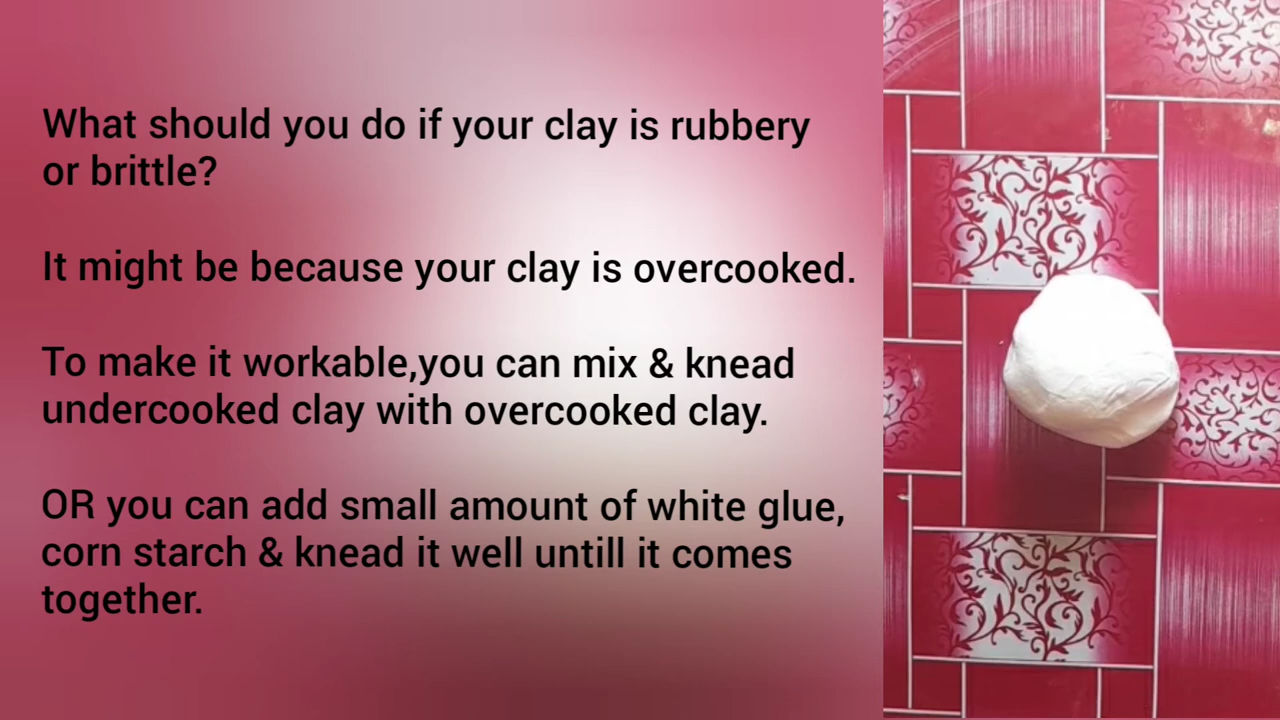 What should you do if your clay is rubbery
or brittle?
It might be because your clay is overcooked.
To make it workable,you can mix & knead
undercooked clay with overcooked clay.
OR you can add small amount of white glue,
corn starch & knead it well untill it comes
together.